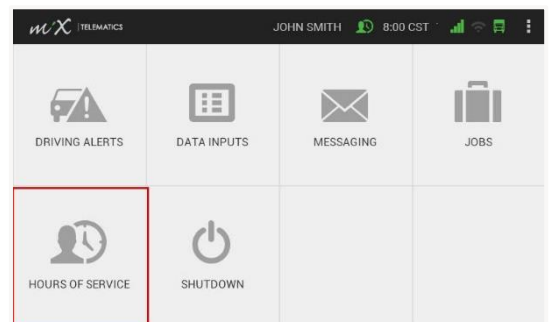 miX TELEMATICS JOHN SMITH 8:00 CST
DRIVING ALERTS DATA INPUTS MESSAGING JOBS
HOURS OF SERVICE SHUTDOWN